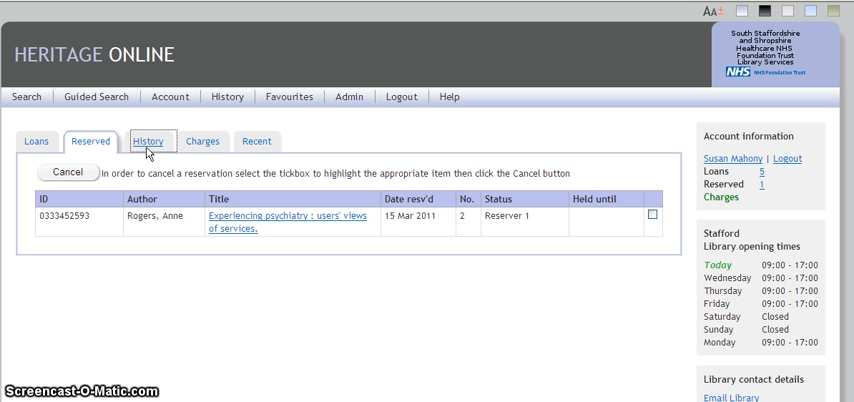 AA±
HERITAGE ONLINE
South Staffordshire
and Shropshire
Healthcare NHS
Foundation Trust
Library Services
NHS NHS Foundation Trust
Search Guided Search Account History Favourites Admin Logout Help
Loans Reserved History Charges Recent
Cancel In order to cancel a reservation select the tickbox to highlight the appropriate item then click the Cancel button
ID Author Title Date resv'd No. Status Held until
0333452593 Rogers, Anne Experiencing psychiatry : users' views 15 Mar 2011 2 Reserver 1
of services.
Account information
Susan Mahony | Logout
Loans 5
Reserved 1
Charges
Stafford
Library opening times
Today 09:00 - 17:00
Wednesday 09:00 - 17:00
Thursday 09:00 - 17:00
Friday 09:00 - 17:00
Saturday Closed
Sunday Closed
Monday 09:00 - 17:00
Library contact details
Email Library
Screencast-O-Matic.com